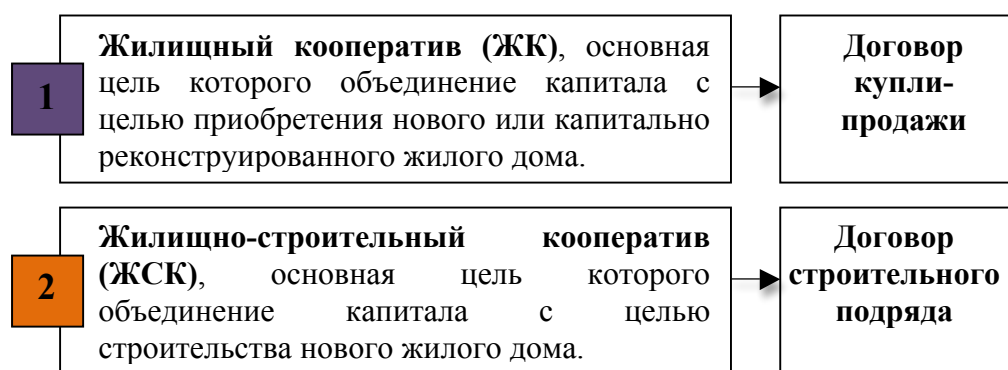 1
Жилищный кооператив (ЖК), основная
цель которого объединение капитала с
целью приобретения нового или капитально
реконструированного жилого дома.
Договор
купли-
продажи
2
Жилищно-строительный кооператив
(ЖСК), основная цель которого
объединение капитала с целью
строительства нового жилого дома.
Договор
строительного
подряда